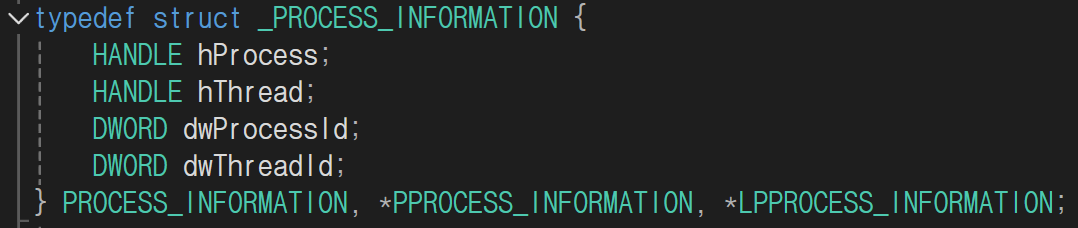 typedef struct _PROCESS_INFORMATION {
HANDLE hProcess;
HANDLE hThread;
DWORD dwProcessId;
DWORD dwThreadId;
} PROCESS_INFORMATION, *PPROCESS_INFORMATION, *LPPROCESS_INFORMATION;